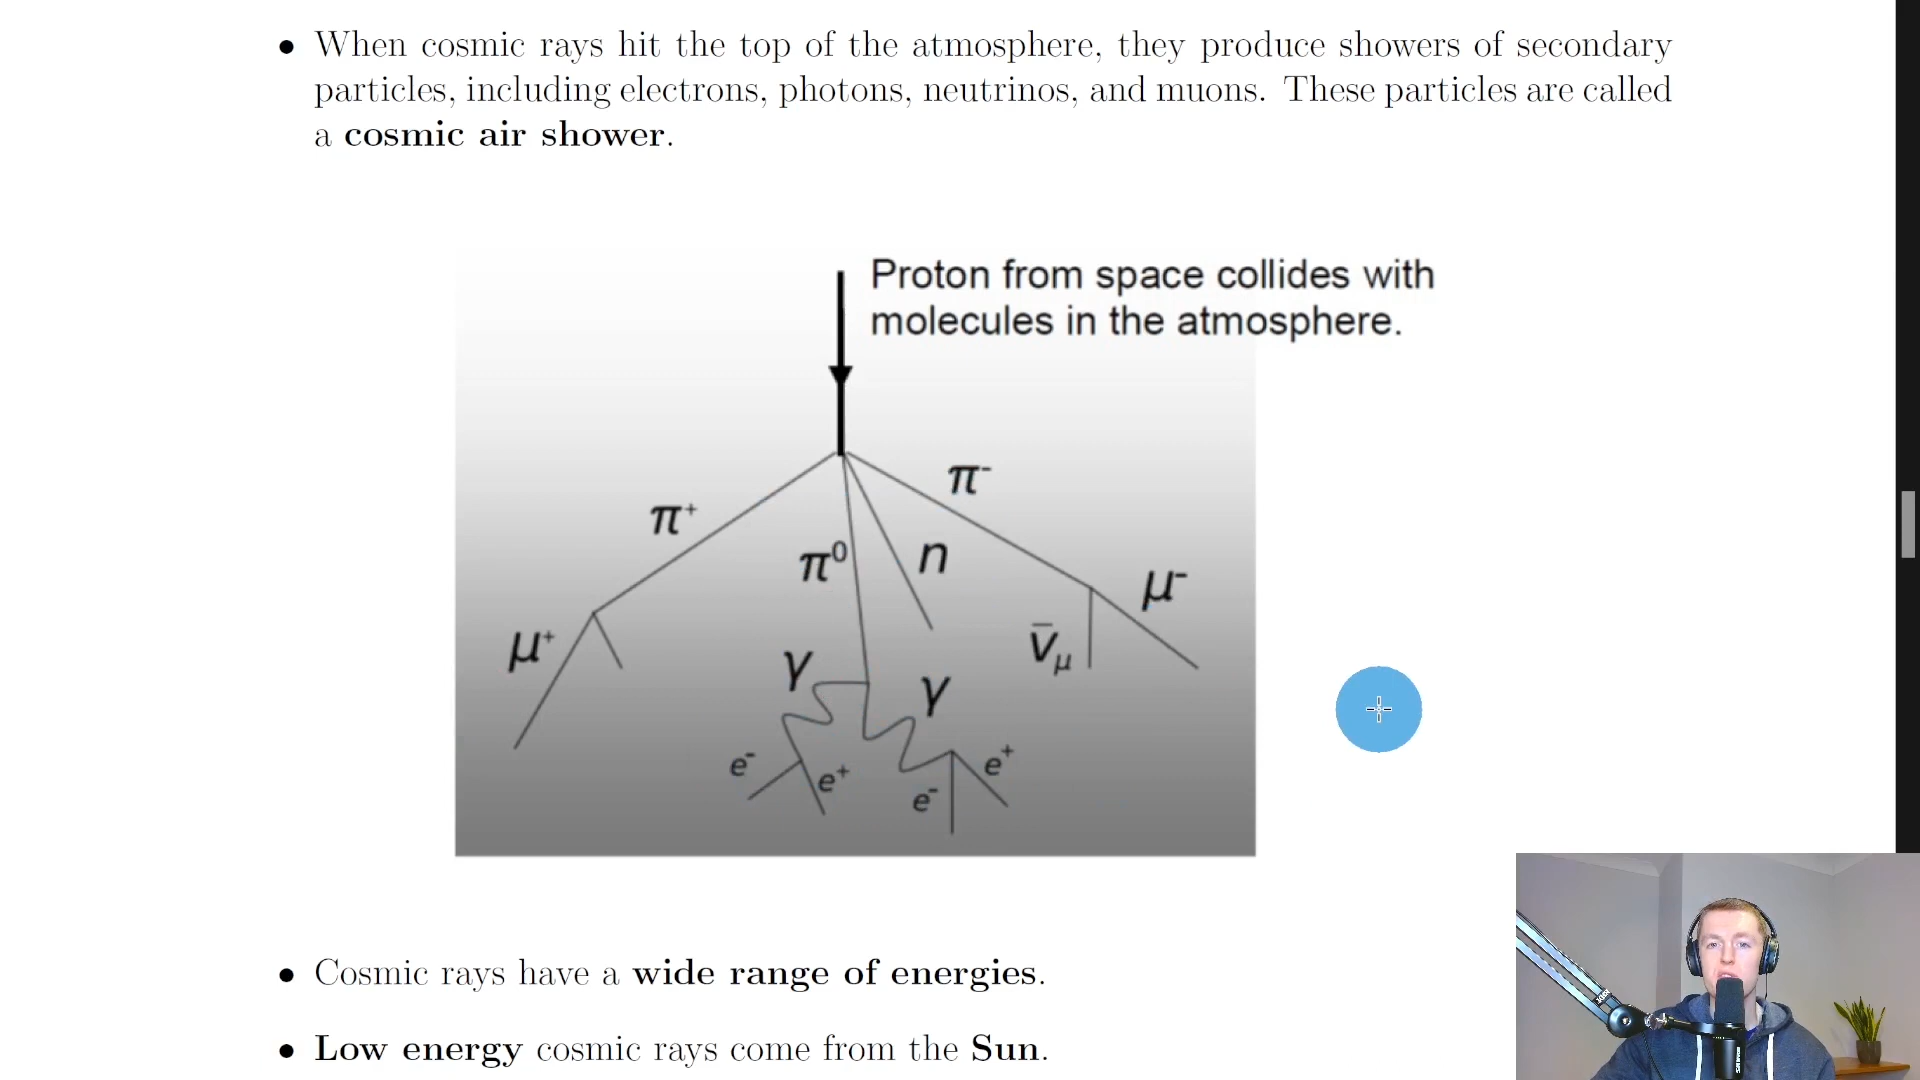 • When cosmic rays hit the top of the atmosphere, they produce showers of secondary
particles, including electrons, photons, neutrinos, and muons. These particles are called
a cosmic air shower.
Proton from space collides with
molecules in the atmosphere.
π⁻
π⁺
π⁰
n
μ⁻
μ⁺
ν̄μ
γ
γ
e⁻
e⁺
e⁻
e⁺
• Cosmic rays have a wide range of energies.
• Low energy cosmic rays come from the Sun.